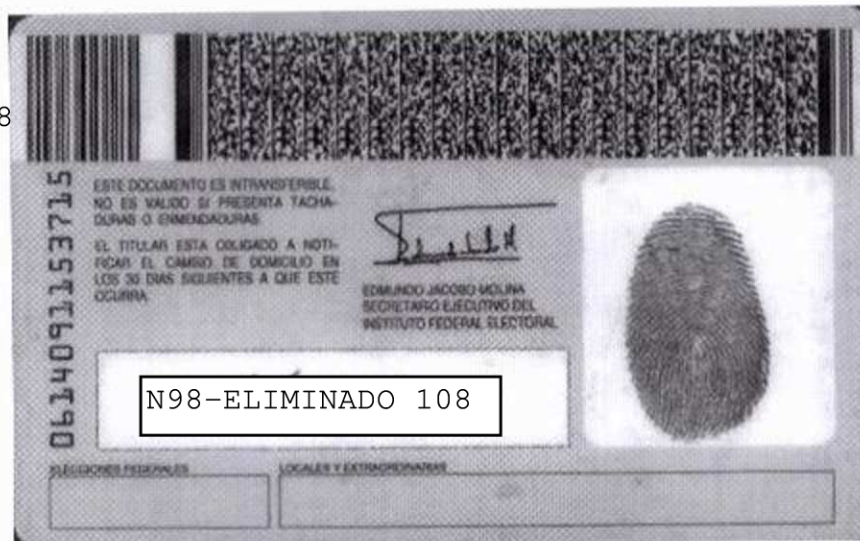 8
0614091153715
ESTE DOCUMENTO ES INTRANSFERIBLE,
NO ES VALIDO SI PRESENTA TACHA-
DURAS O ENMENDADURAS
EL TITULAR ESTA OBLIGADO A NOTI-
FICAR EL CAMBIO DE DOMICILIO EN
LOS 30 DIAS SIGUIENTES A QUE ESTE
OCURRA
EDMUNDO JACOBO MOLINA
SECRETARIO EJECUTIVO DEL
INSTITUTO FEDERAL ELECTORAL
N98-ELIMINADO 108
ELECCIONES FEDERALES
LOCALES Y EXTRAORDINARIAS